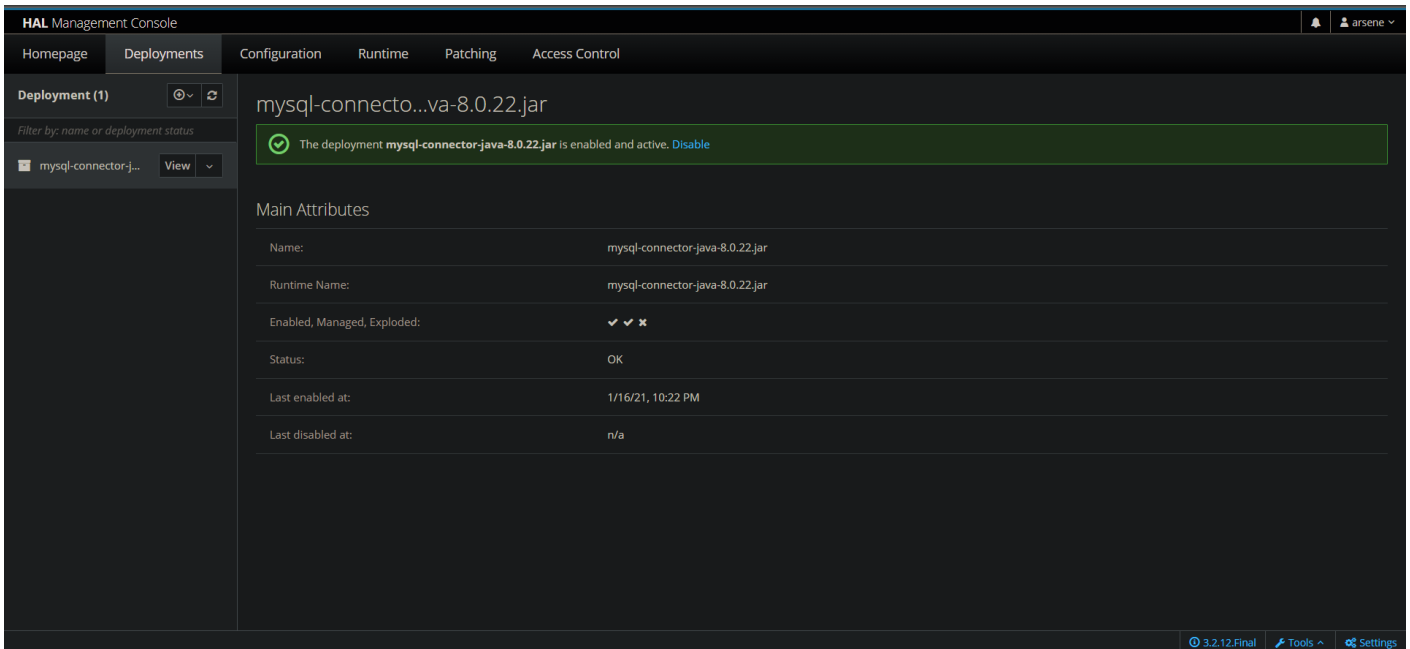 HAL Management Console
arsene
Homepage Deployments Configuration Runtime Patching Access Control
Deployment (1)
Filter by: name or deployment status
mysql-connector-j... View
mysql-connecto...va-8.0.22.jar
The deployment mysql-connector-java-8.0.22.jar is enabled and active. Disable
Main Attributes
Name: mysql-connector-java-8.0.22.jar
Runtime Name: mysql-connector-java-8.0.22.jar
Enabled, Managed, Exploded:
Status: OK
Last enabled at: 1/16/21, 10:22 PM
Last disabled at: n/a
3.2.12.Final Tools Settings